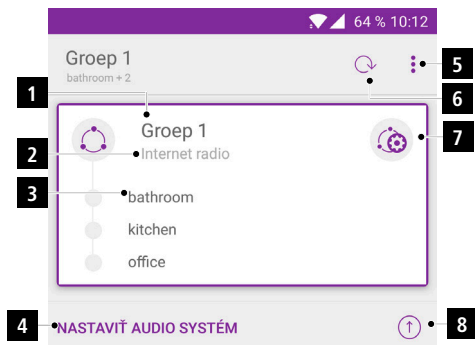 64 % 10:12
Groep 1
bathroom + 2
5
6
1
Groep 1
7
2
Internet radio
3
bathroom
kitchen
office
4
NASTAVIŤ AUDIO SYSTÉM
8